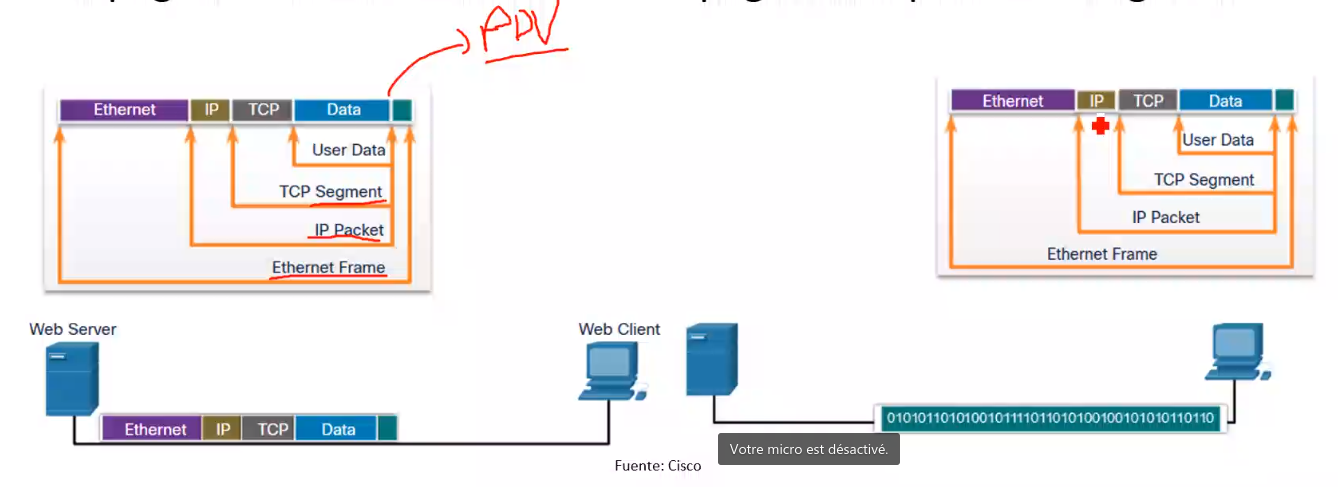 PDU
Ethernet IP TCP Data
User Data
TCP Segment
IP Packet
Ethernet Frame
Ethernet IP TCP Data
User Data
TCP Segment
IP Packet
Ethernet Frame
Web Server
Web Client
Ethernet IP TCP Data
Votre micro est désactivé.
Fuente: Cisco